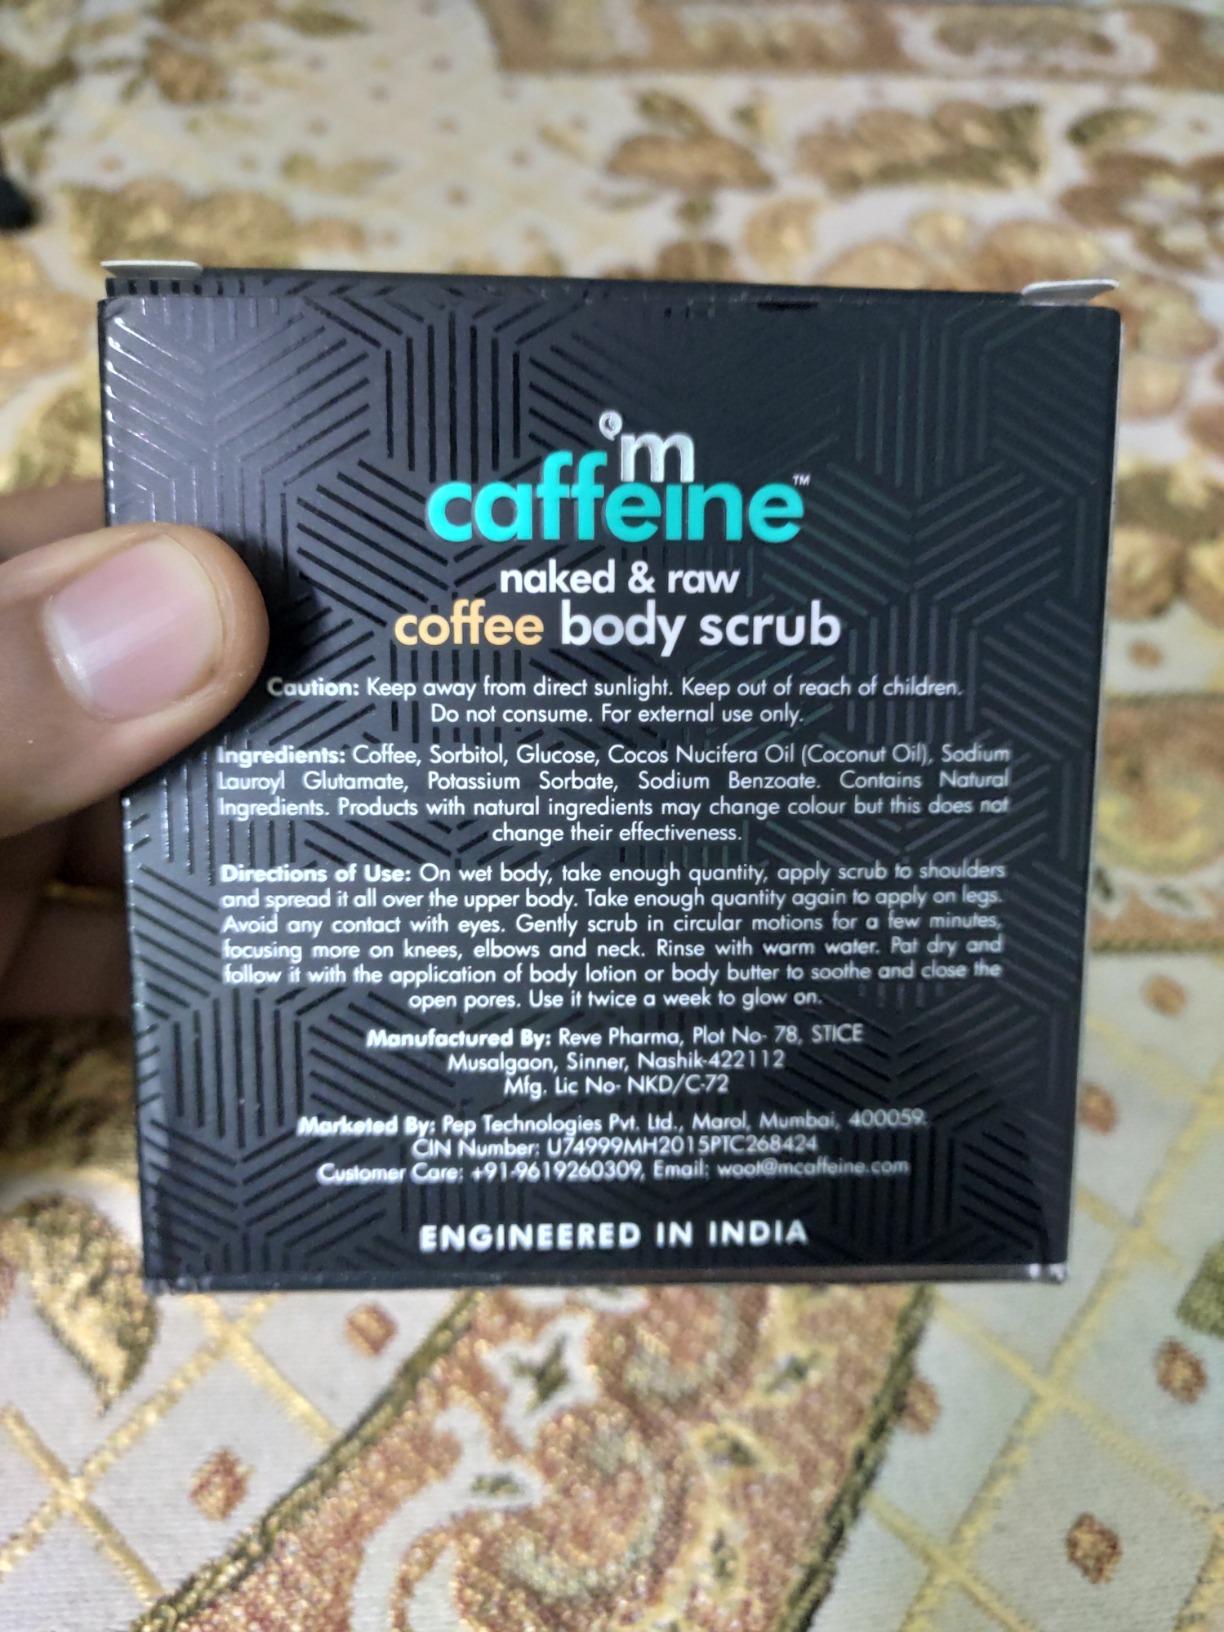 m
caffeine™
naked & raw
coffee body scrub
Caution: Keep away from direct sunlight. Keep out of reach of children.
Do not consume. For external use only.
Ingredients: Coffee, Sorbitol, Glucose, Cocos Nucifera Oil (Coconut Oil), Sodium
Lauroyl Glutamate, Potassium Sorbate, Sodium Benzoate. Contains Natural
Ingredients. Products with natural ingredients may change colour but this does not
change their effectiveness.
Directions of Use: On wet body, take enough quantity, apply scrub to shoulders
and spread it all over the upper body. Take enough quantity again to apply on legs.
Avoid any contact with eyes. Gently scrub in circular motions for a few minutes,
focusing more on knees, elbows and neck. Rinse with warm water. Pat dry and
follow it with the application of body lotion or body butter to soothe and close the
open pores. Use it twice a week to glow on.
Manufactured By: Reve Pharma, Plot No- 78, STICE
Musalgaon, Sinner, Nashik-422112
Mfg. Lic No- NKD/C-72
Marketed By: Pep Technologies Pvt. Ltd., Marol, Mumbai, 400059.
CIN Number: U74999MH2015PTC268424
Customer Care: +91-9619260309, Email: woot@mcaffeine.com
ENGINEERED IN INDIA